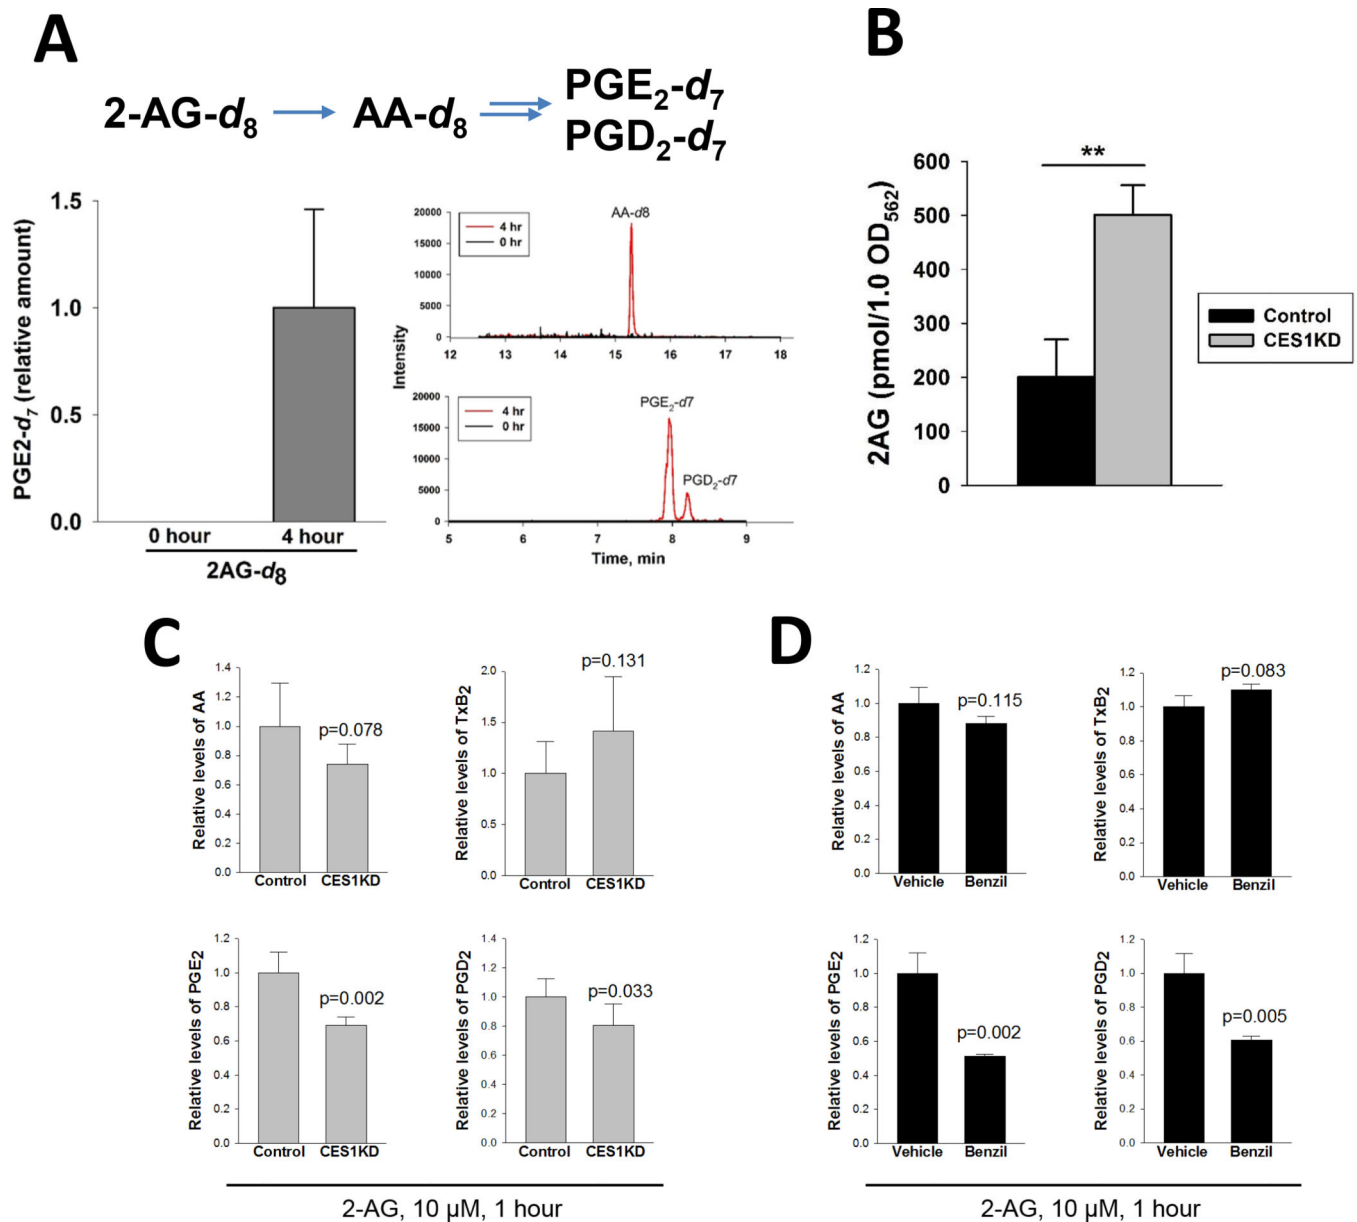 A
2-AG-d8 AA-d8 PGE2-d7
PGD2-d7
PGE2-d7 (relative amount)
1.5
1.0
0.5
0.0
0 hour 4 hour
2AG-d8
Intensity
20000
15000
10000
5000
0
4 hr
0 hr
AA-d8
12 13 14 15 16 17 18
20000
15000
10000
5000
0
4 hr
0 hr
PGE2-d7
PGD2-d7
5 6 7 8 9
Time, min
B
2AG (pmol/1.0 OD562)
600
500
400
300
200
100
0
**
Control
CES1KD
C
Relative levels of AA
1.4
1.2
1.0
0.8
0.6
0.4
0.2
0.0
p=0.078
Control CES1KD
Relative levels of TxB2
2.0
1.5
1.0
0.5
0.0
p=0.131
Control CES1KD
Relative levels of PGE2
1.2
1.0
0.8
0.6
0.4
0.2
0.0
p=0.002
Control CES1KD
Relative levels of PGD2
1.4
1.2
1.0
0.8
0.6
0.4
0.2
0.0
p=0.033
Control CES1KD
2-AG, 10 µM, 1 hour
D
Relative levels of AA
1.2
1.0
0.8
0.6
0.4
0.2
0.0
p=0.115
Vehicle Benzil
Relative levels of TxB2
1.2
1.0
0.8
0.6
0.4
0.2
0.0
p=0.083
Vehicle Benzil
Relative levels of PGE2
1.2
1.0
0.8
0.6
0.4
0.2
0.0
p=0.002
Vehicle Benzil
Relative levels of PGD2
1.2
1.0
0.8
0.6
0.4
0.2
0.0
p=0.005
Vehicle Benzil
2-AG, 10 µM, 1 hour